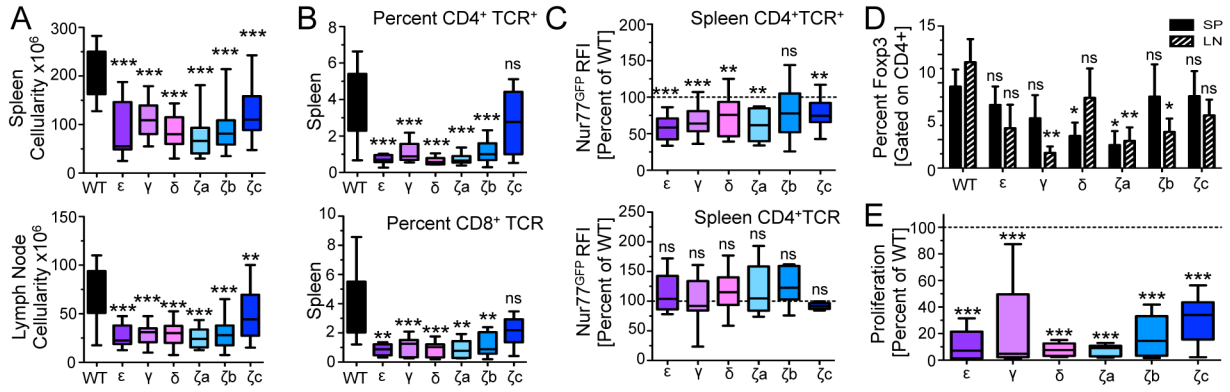 A
Spleen
Cellularity x10⁶
300
250
200
150
100
50
0
***
***
***
***
***
***
WT ε γ δ ζa ζb ζc
Lymph Node
Cellularity x10⁶
150
100
50
0
***
***
***
***
***
**
WT ε γ δ ζa ζb ζc
B
Percent CD4⁺ TCR⁺
Spleen
8
6
4
2
0
***
***
***
***
***
ns
WT ε γ δ ζa ζb ζc
Percent CD8⁺ TCR
Spleen
10
8
6
4
2
0
**
***
***
**
**
ns
WT ε γ δ ζa ζb ζc
C
Spleen CD4⁺TCR⁺
Nur77ᴳᶠᴾ RFI
[Percent of WT]
200
150
100
50
0
***
***
**
**
ns
**
ε γ δ ζa ζb ζc
Spleen CD4⁺TCR
Nur77ᴳᶠᴾ RFI
[Percent of WT]
250
200
150
100
50
0
ns
ns
ns
ns
ns
ns
ε γ δ ζa ζb ζc
D
SP
LN
Percent Foxp3
[Gated on CD4+]
15
10
5
0
ns ns
ns **
* ns
* **
ns *
ns ns
WT ε γ δ ζa ζb ζc
E
Proliferation
[Percent of WT]
100
80
60
40
20
0
***
***
***
***
***
***
ε γ δ ζa ζb ζc